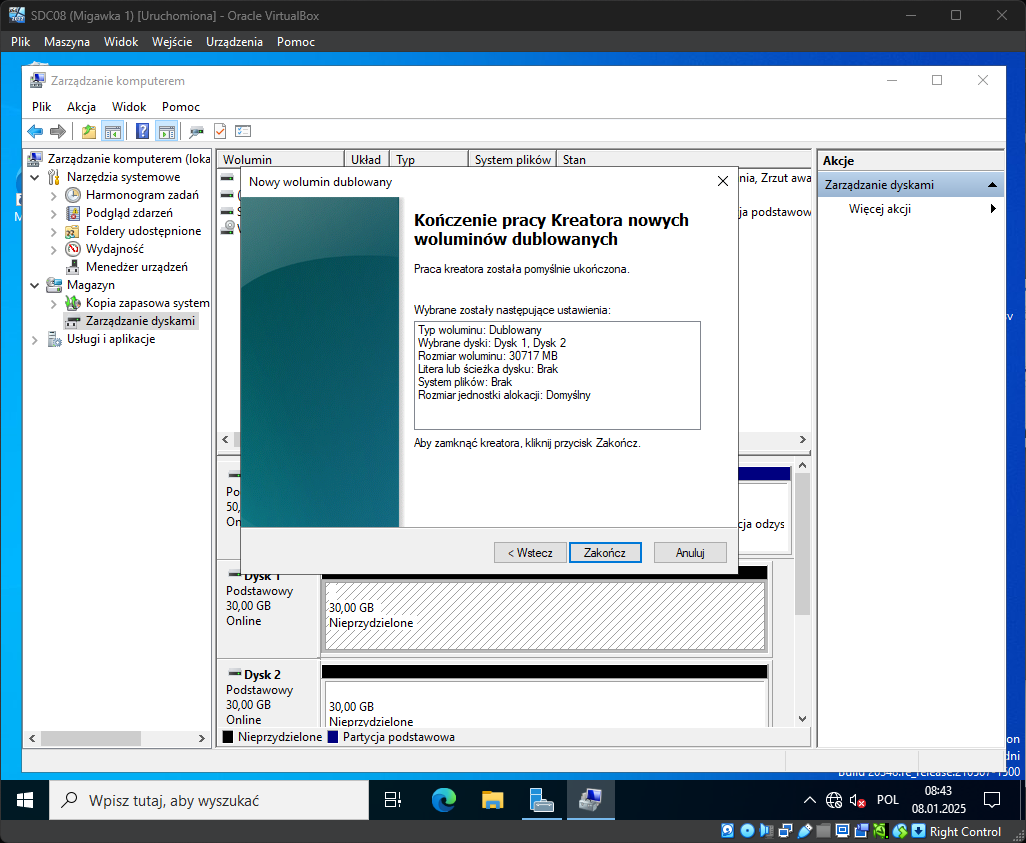 SDC08 (Migawka 1) [Uruchomiona] - Oracle VirtualBox
Plik Maszyna Widok Wejście Urządzenia Pomoc
Zarządzanie komputerem
Plik Akcja Widok Pomoc
Zarządzanie komputerem (loka
Narzędzia systemowe
Harmonogram zadań
Podgląd zdarzeń
Foldery udostępnione
Wydajność
Menedżer urządzeń
Magazyn
Kopia zapasowa system
Zarządzanie dyskami
Usługi i aplikacje
Wolumin Układ Typ System plików Stan
nia, Zrzut awa
ja podstawow
Nowy wolumin dublowany
Kończenie pracy Kreatora nowych
woluminów dublowanych
Praca kreatora została pomyślnie ukończona.
Wybrane zostały następujące ustawienia:
Typ woluminu: Dublowany
Wybrane dyski: Dysk 1, Dysk 2
Rozmiar woluminu: 30717 MB
Litera lub ścieżka dysku: Brak
System plików: Brak
Rozmiar jednostki alokacji: Domyślny
Aby zamknąć kreatora, kliknij przycisk Zakończ.
< Wstecz Zakończ Anuluj
Po
50,
On
cja odzys
Dysk 1
Podstawowy
30,00 GB
Online
30,00 GB
Nieprzydzielone
Dysk 2
Podstawowy
30,00 GB
Online
30,00 GB
Nieprzydzielone
Nieprzydzielone Partycja podstawowa
Akcje
Zarządzanie dyskami
Więcej akcji
Wpisz tutaj, aby wyszukać
POL
08:43
08.01.2025
Right Control